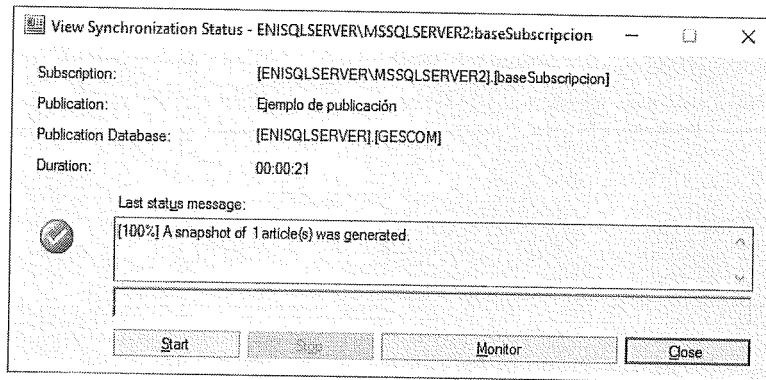 View Synchronization Status - ENISQLSERVER\MSSQLSERVER2:baseSubscripcion
Subscription: [ENISQLSERVER\MSSQLSERVER2].[baseSubscripcion]
Publication: Ejemplo de publicación
Publication Database: [ENISQLSERVER].[GESCOM]
Duration: 00:00:21
Last status message:
[100%] A snapshot of 1 article(s) was generated.
Start Stop Monitor Close